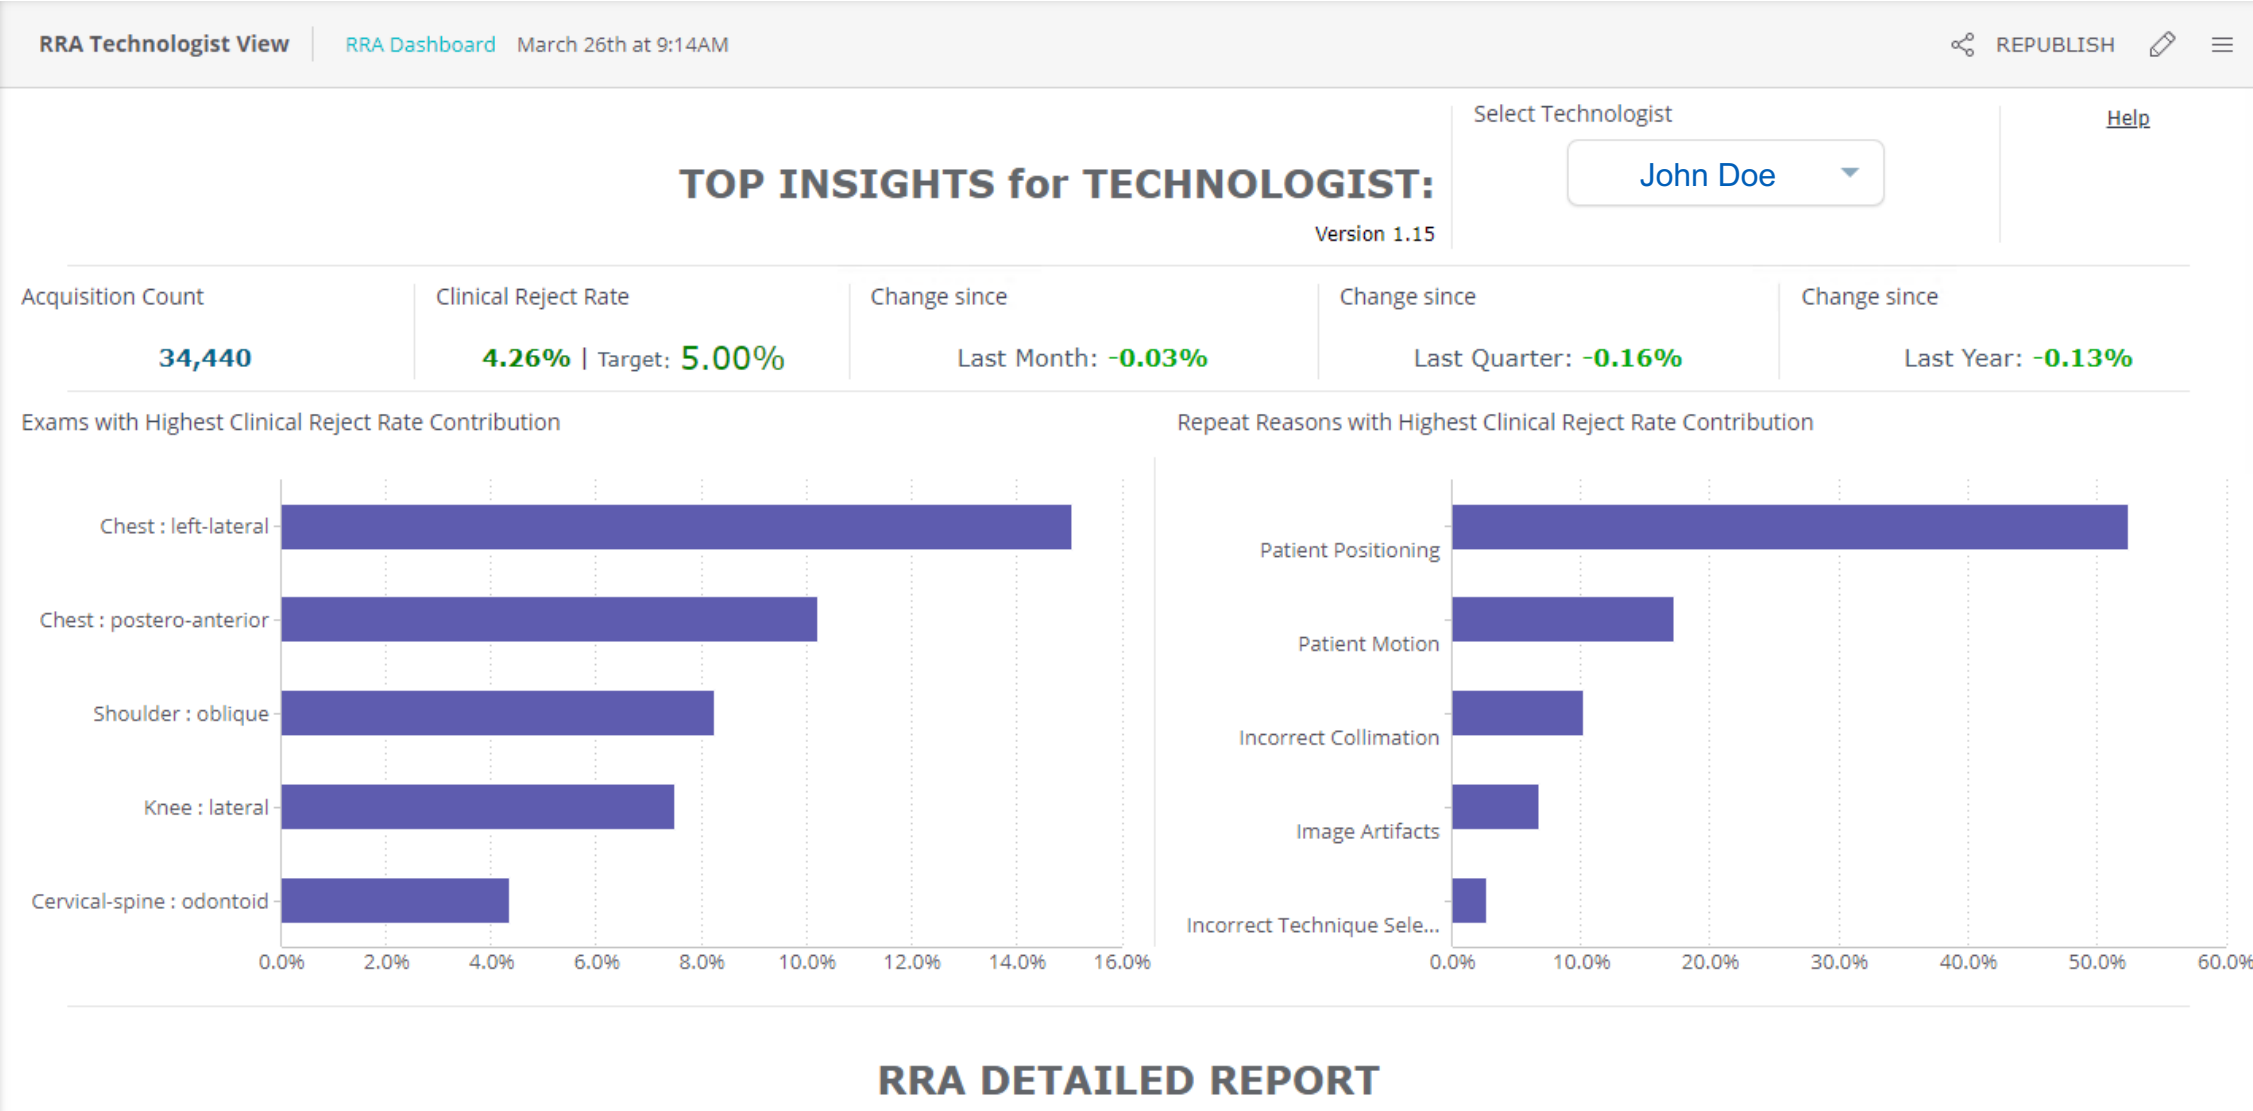 RRA Technologist View
RRA Dashboard March 26th at 9:14AM
REPUBLISH
Select Technologist
Help
John Doe
TOP INSIGHTS for TECHNOLOGIST:
Version 1.15
Acquisition Count
34,440
Clinical Reject Rate
4.26% | Target: 5.00%
Change since
Last Month: -0.03%
Change since
Last Quarter: -0.16%
Change since
Last Year: -0.13%
Exams with Highest Clinical Reject Rate Contribution
Chest : left-lateral
Chest : postero-anterior
Shoulder : oblique
Knee : lateral
Cervical-spine : odontoid
0.0% 2.0% 4.0% 6.0% 8.0% 10.0% 12.0% 14.0% 16.0%
Repeat Reasons with Highest Clinical Reject Rate Contribution
Patient Positioning
Patient Motion
Incorrect Collimation
Image Artifacts
Incorrect Technique Sele...
0.0% 10.0% 20.0% 30.0% 40.0% 50.0% 60.0%
RRA DETAILED REPORT